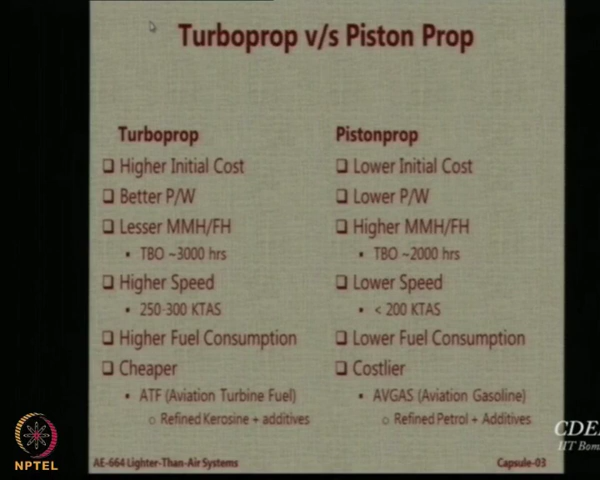 Turboprop v/s Piston Prop
Turboprop
❑ Higher Initial Cost
❑ Better P/W
❑ Lesser MMH/FH
▪ TBO ~3000 hrs
❑ Higher Speed
▪ 250-300 KTAS
❑ Higher Fuel Consumption
❑ Cheaper
▪ ATF (Aviation Turbine Fuel)
○ Refined Kerosine + additives
Pistonprop
❑ Lower Initial Cost
❑ Lower P/W
❑ Higher MMH/FH
▪ TBO ~2000 hrs
❑ Lower Speed
▪ < 200 KTAS
❑ Lower Fuel Consumption
❑ Costlier
▪ AVGAS (Aviation Gasoline)
○ Refined Petrol + Additives
NPTEL
AE-664 Lighter-Than-Air Systems
Capsule-03
CDE
IIT Bom